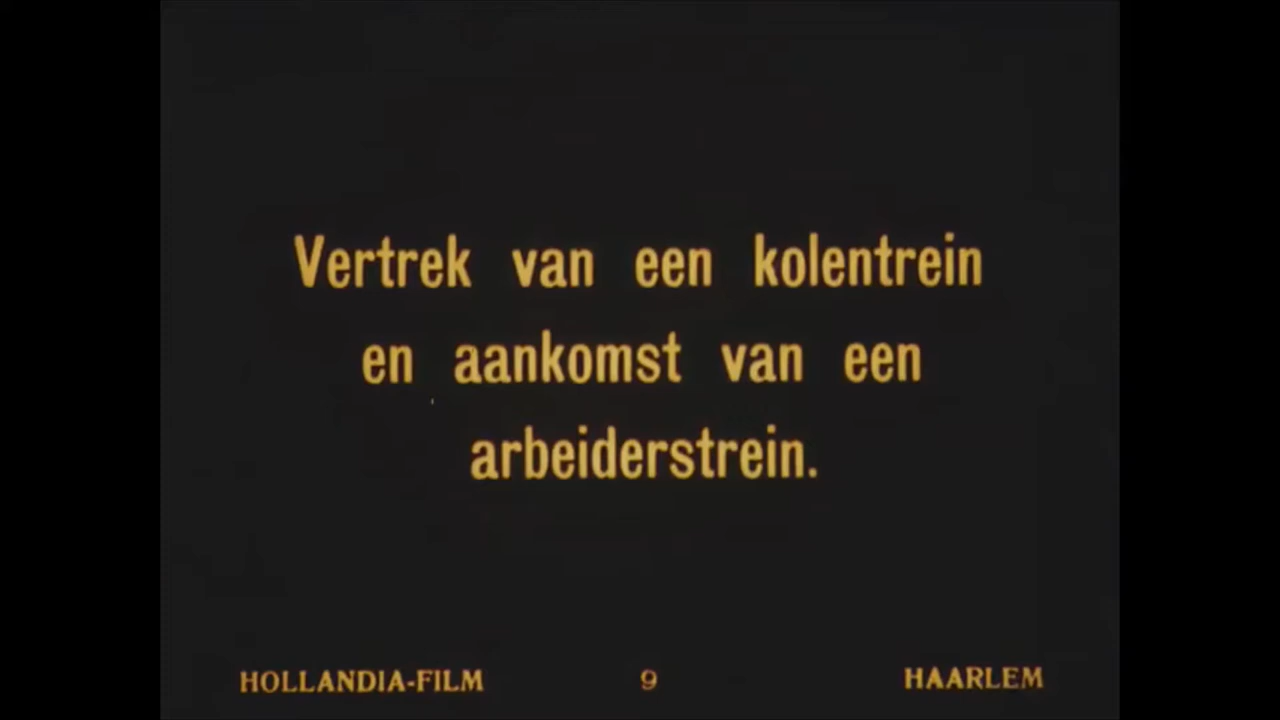 Vertrek van een kolentrein
en aankomst van een
arbeiderstrein.
HOLLANDIA-FILM 9 HAARLEM